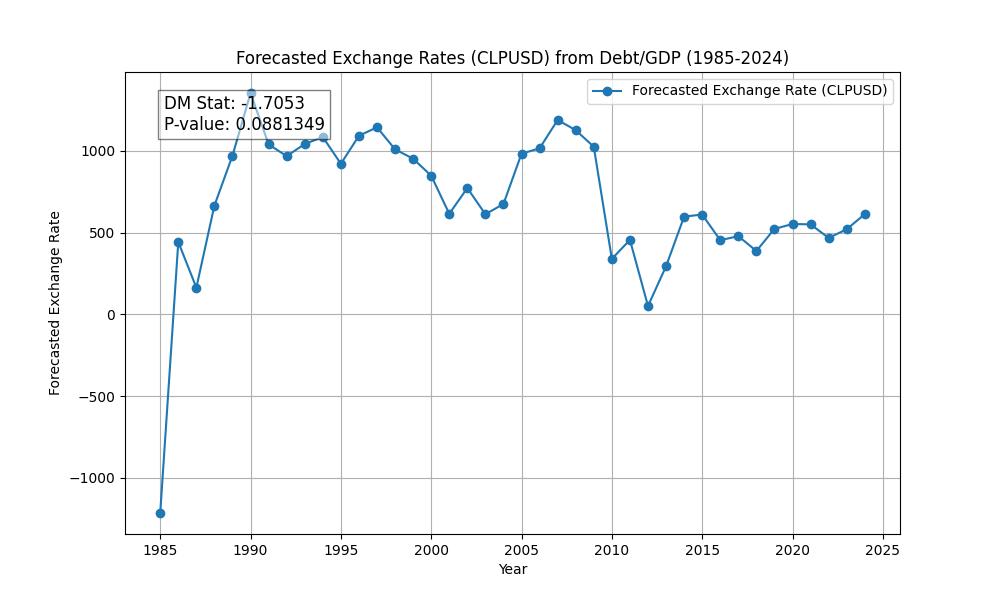 Forecasted Exchange Rates (CLPUSD) from Debt/GDP (1985-2024)
DM Stat: -1.7053
P-value: 0.0881349
Forecasted Exchange Rate (CLPUSD)
Forecasted Exchange Rate
1000
500
0
−500
−1000
1985 1990 1995 2000 2005 2010 2015 2020 2025
Year